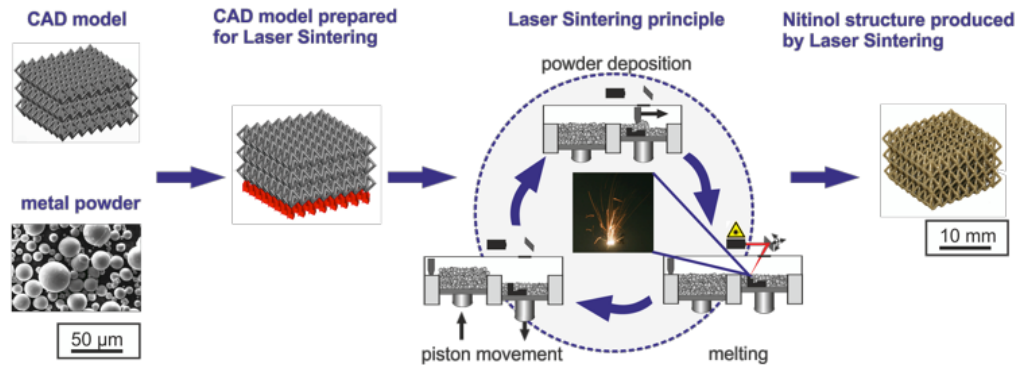 CAD model
CAD model prepared
for Laser Sintering
Laser Sintering principle
Nitinol structure produced
by Laser Sintering
powder deposition
metal powder
50 µm
piston movement
melting
10 mm